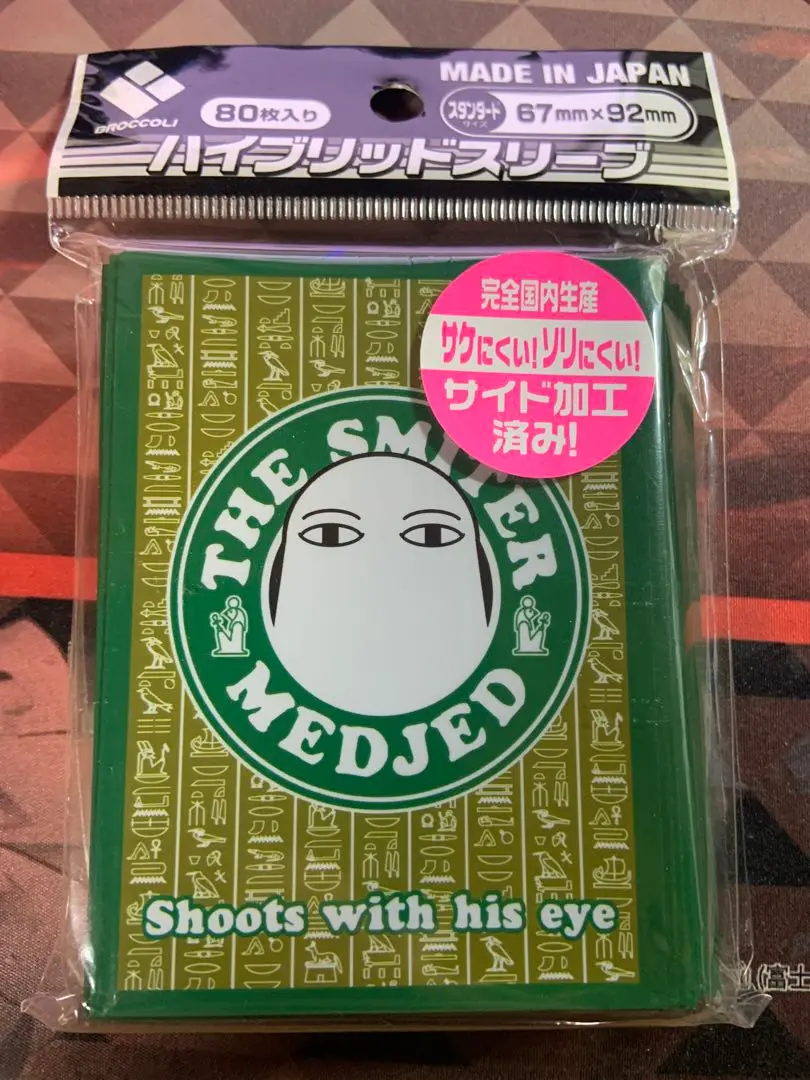 BROCCOLI
MADE IN JAPAN
80枚入り
スタンダード
サイズ
67mm×92mm
ハイブリッドスリーブ
完全国内生産
サケにくい!ソリにくい!
サイド加工
済み!
THE SMITER
MEDJED
Shoots with his eye